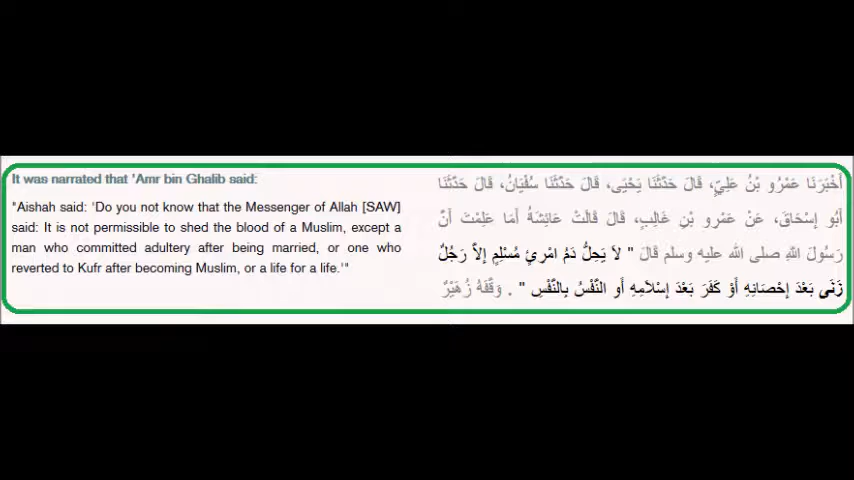 It was narrated that 'Amr bin Ghalib said:
"Aishah said: 'Do you not know that the Messenger of Allah [SAW]
said: It is not permissible to shed the blood of a Muslim, except a
man who committed adultery after being married, or one who
reverted to Kufr after becoming Muslim, or a life for a life.'"
أَخْبَرَنَا عَمْرُو بْنُ عَلِيٍّ، قَالَ حَدَّثَنَا يَحْيَى، قَالَ حَدَّثَنَا سُفْيَانُ، قَالَ حَدَّثَنَا
أَبُو إِسْحَاقَ، عَنْ عَمْرِو بْنِ غَالِبٍ، قَالَ قَالَتْ عَائِشَةُ أَمَا عَلِمْتَ أَنَّ
رَسُولَ اللَّهِ صلى الله عليه وسلم قَالَ " لاَ يَحِلُّ دَمُ امْرِئٍ مُسْلِمٍ إِلاَّ رَجُلٌ
زَنَى بَعْدَ إِحْصَانِهِ أَوْ كَفَرَ بَعْدَ إِسْلاَمِهِ أَوِ النَّفْسُ بِالنَّفْسِ " . وَقَّفَهُ زُهَيْرٌ